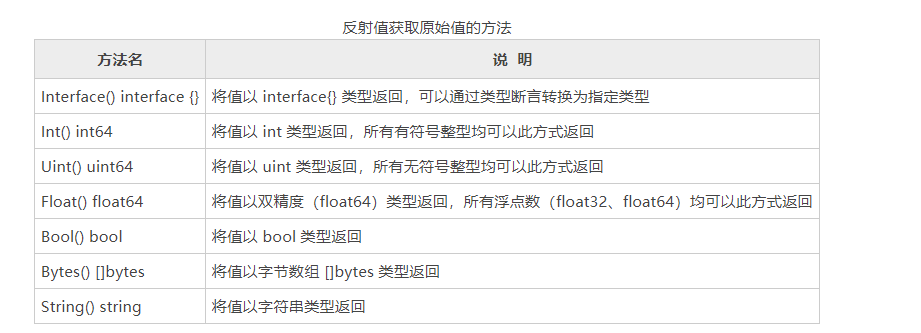 反射值获取原始值的方法
方法名 说 明
Interface() interface {} 将值以 interface{} 类型返回，可以通过类型断言转换为指定类型
Int() int64 将值以 int 类型返回，所有有符号整型均可以此方式返回
Uint() uint64 将值以 uint 类型返回，所有无符号整型均可以此方式返回
Float() float64 将值以双精度（float64）类型返回，所有浮点数（float32、float64）均可以此方式返回
Bool() bool 将值以 bool 类型返回
Bytes() []bytes 将值以字节数组 []bytes 类型返回
String() string 将值以字符串类型返回